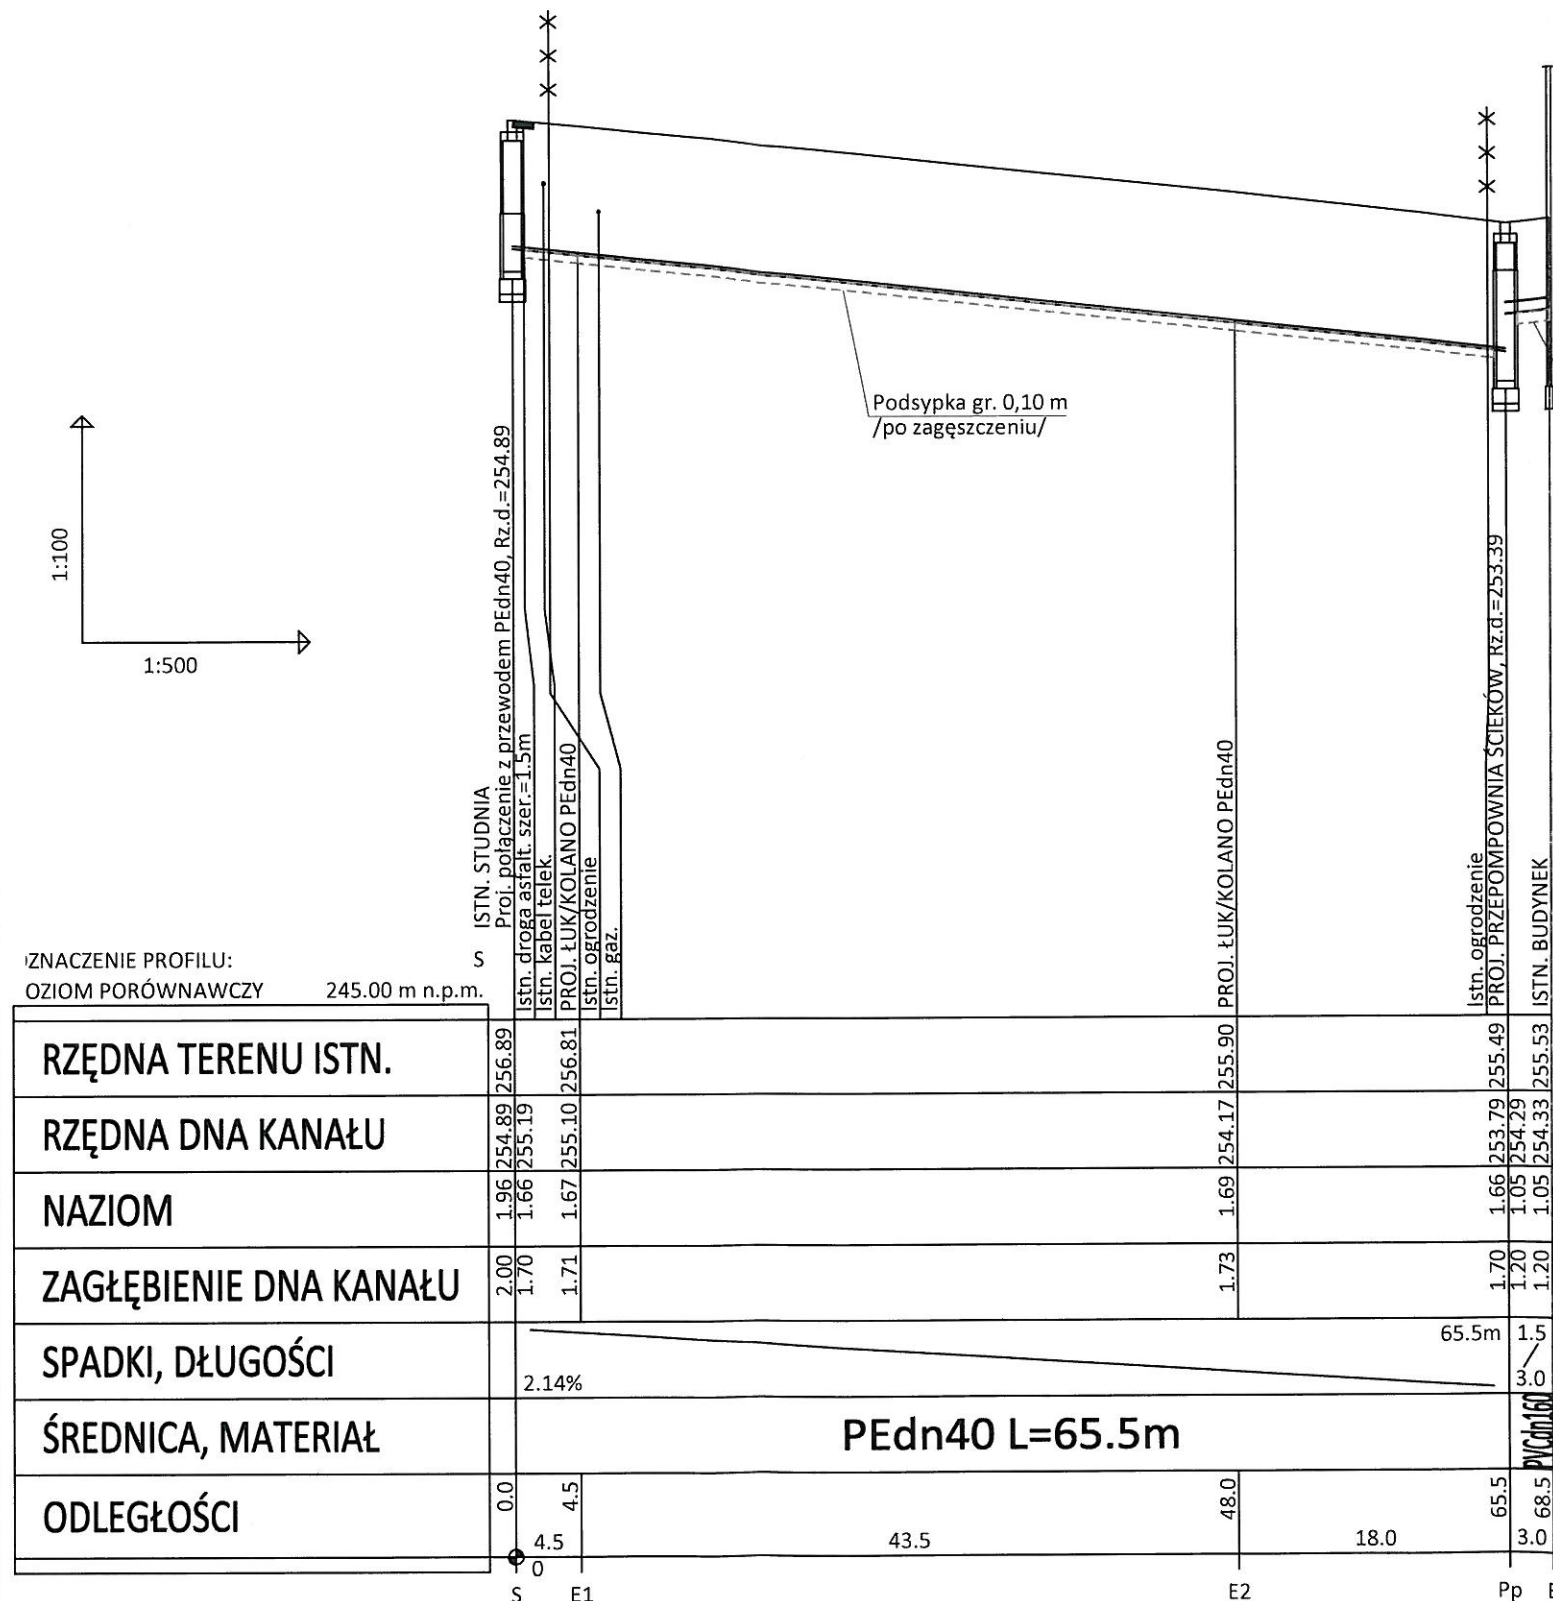 1:100
1:500
Podsypka gr. 0,10 m
/po zagęszczeniu/
ISTN. STUDNIA
Proj. połączenie z przewodem PEdn40, Rz.d.=254.89
Istn. droga asfalt. szer.=1.5m
Istn. kabel telek.
PROJ. ŁUK/KOLANO PEdn40
Istn. ogrodzenie
Istn. gaz.
PROJ. ŁUK/KOLANO PEdn40
Istn. ogrodzenie
PROJ. PRZEPOMPOWNIA ŚCIEKÓW, Rz.d.=253.39
ISTN. BUDYNEK
ZNACZENIE PROFILU: S
OZIOM PORÓWNAWCZY 245.00 m n.p.m.
RZĘDNA TERENU ISTN. 256.89 256.81 255.90 255.49 255.53
RZĘDNA DNA KANAŁU 254.89 255.19 255.10 254.17 253.79 254.29 254.33
NAZIOM 1.96 1.66 1.67 1.69 1.66 1.05 1.05
ZAGŁĘBIENIE DNA KANAŁU 2.00 1.70 1.71 1.73 1.70 1.20 1.20
SPADKI, DŁUGOŚCI 2.14% 65.5m 1.5 / 3.0
ŚREDNICA, MATERIAŁ PEdn40 L=65.5m PVCdn160
ODLEGŁOŚCI 0.0 4.5 48.0 65.5 68.5
4.5 43.5 18.0 3.0
0
S E1 E2 Pp